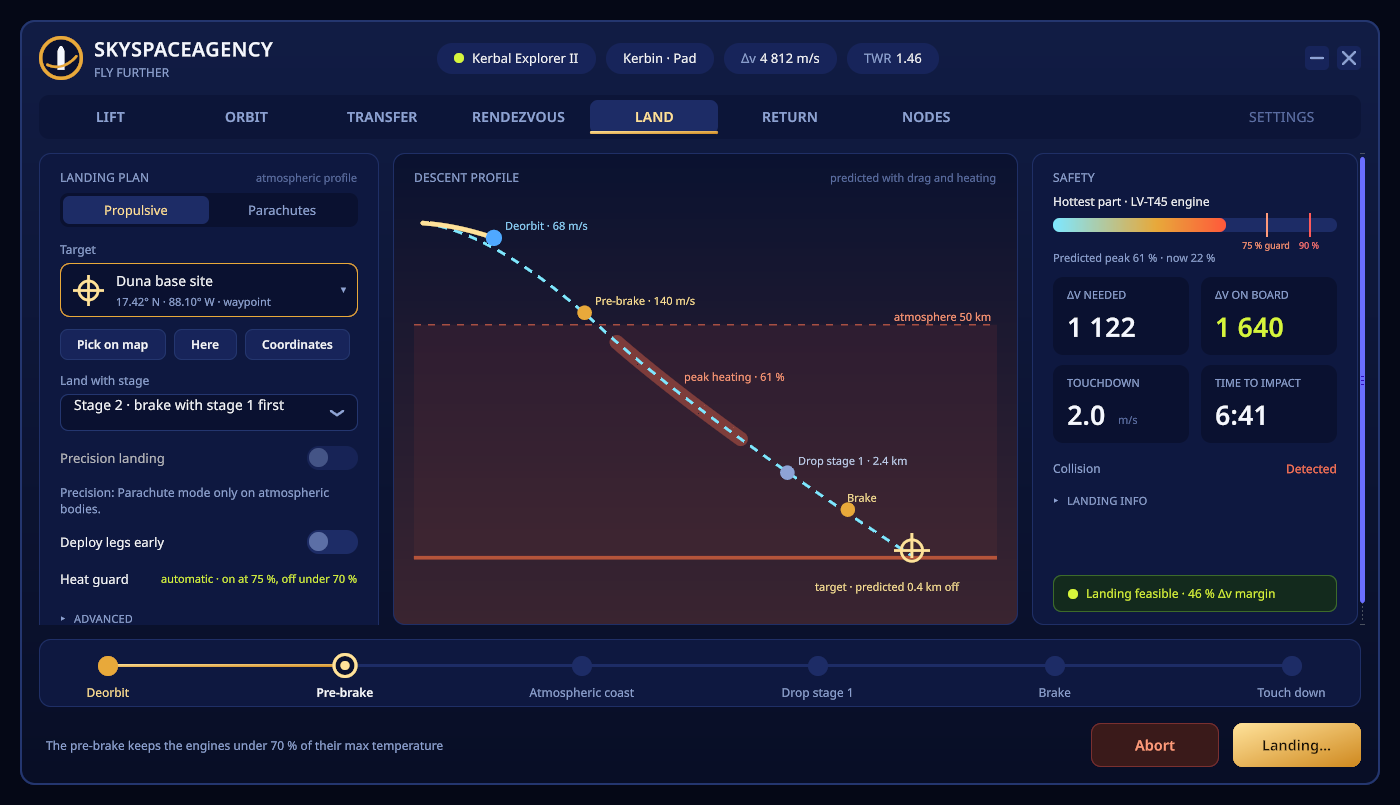 SKYSPACEAGENCY
FLY FURTHER
Kerbal Explorer II
Kerbin · Pad
Δv 4 812 m/s
TWR 1.46
LIFT
ORBIT
TRANSFER
RENDEZVOUS
LAND
RETURN
NODES
SETTINGS
LANDING PLAN
atmospheric profile
Propulsive
Parachutes
Target
Duna base site
17.42° N · 88.10° W · waypoint
Pick on map
Here
Coordinates
Land with stage
Stage 2 · brake with stage 1 first
Precision landing
Precision: Parachute mode only on atmospheric
bodies.
Deploy legs early
Heat guard
automatic · on at 75 %, off under 70 %
ADVANCED
DESCENT PROFILE
predicted with drag and heating
Deorbit · 68 m/s
Pre-brake · 140 m/s
atmosphere 50 km
peak heating · 61 %
Drop stage 1 · 2.4 km
Brake
target · predicted 0.4 km off
SAFETY
Hottest part · LV-T45 engine
75 % guard
90 %
Predicted peak 61 % · now 22 %
ΔV NEEDED
1 122
ΔV ON BOARD
1 640
TOUCHDOWN
2.0 m/s
TIME TO IMPACT
6:41
Collision
Detected
LANDING INFO
Landing feasible · 46 % Δv margin
Deorbit
Pre-brake
Atmospheric coast
Drop stage 1
Brake
Touch down
The pre-brake keeps the engines under 70 % of their max temperature
Abort
Landing...